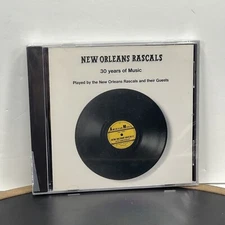 NEW ORLEANS RASCALS
30 years of Music
Played by the New Orleans Rascals and their Guests